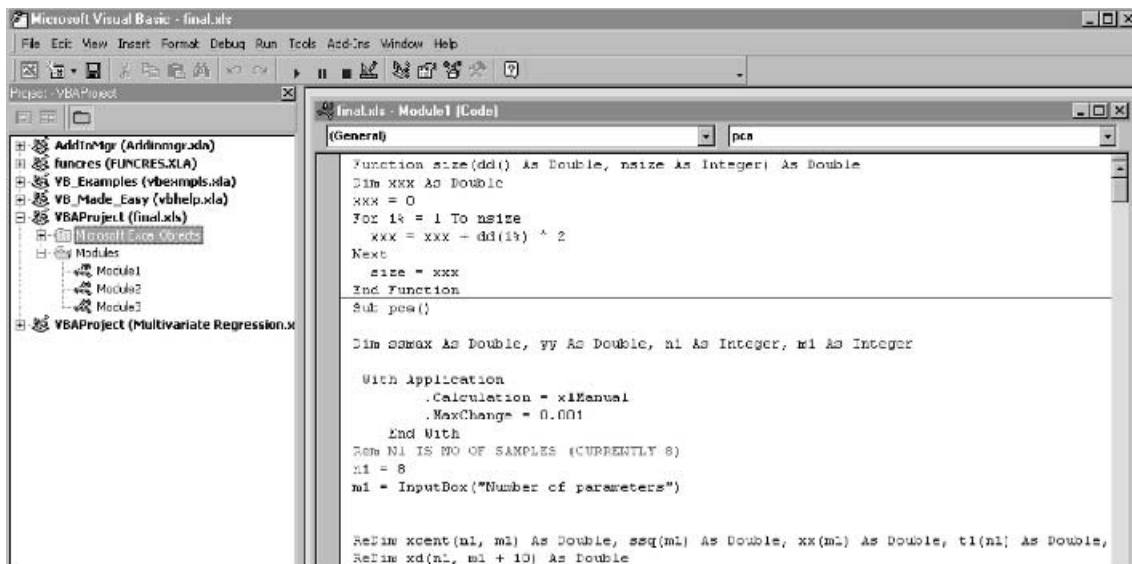 Microsoft Visual Basic - final.xls
File Edit View Insert Format Debug Run Tools Add-Ins Window Help
Project - VBAProject
AddInMgr (Addinmgr.xla)
funcres (FUNCRES.XLA)
VB_Examples (vbexmpls.xla)
VB_Made_Easy (vbhelp.xla)
VBAProject (final.xls)
Microsoft Excel Objects
Modules
Module1
Module2
Module3
VBAProject (Multivariate Regression.x
final.xls - Module1 (Code)
(General)
pca
Function size(dd() As Double, nsize As Integer) As Double
Dim xxx As Double
xxx = 0
For i% = 1 To nsize
xxx = xxx + dd(i%) ^ 2
Next
size = xxx
End Function
Sub pca()
Dim ssmax As Double, yy As Double, n1 As Integer, m1 As Integer
With Application
.Calculation = xlManual
.MaxChange = 0.001
End With
Rem N1 IS NO OF SAMPLES (CURRENTLY 8)
n1 = 8
m1 = InputBox("Number of parameters")
ReDim xcent(n1, m1) As Double, ssq(m1) As Double, xx(m1) As Double, t1(n1) As Double,
ReDim xd(n1, m1 + 10) As Double